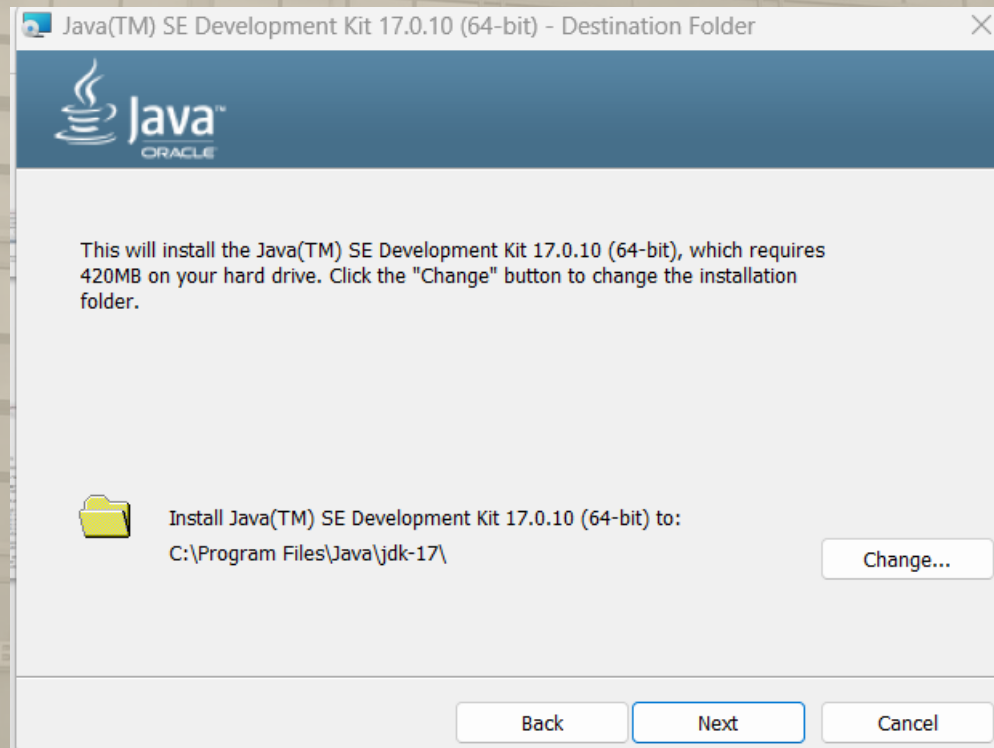 Java(TM) SE Development Kit 17.0.10 (64-bit) - Destination Folder
Java™
ORACLE
This will install the Java(TM) SE Development Kit 17.0.10 (64-bit), which requires
420MB on your hard drive. Click the "Change" button to change the installation
folder.
Install Java(TM) SE Development Kit 17.0.10 (64-bit) to:
C:\Program Files\Java\jdk-17\
Change...
Back Next Cancel